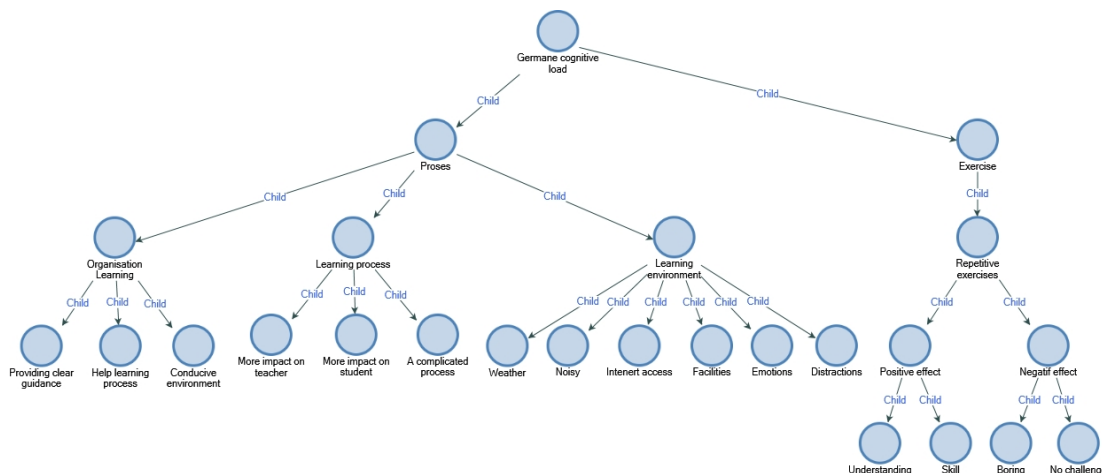 Germane cognitive
load
Child
Child
Proses
Exercise
Child
Child
Child
Child
Organisation
Learning
Learning process
Learning
environment
Repetitive
exercises
Child
Child
Child
Child
Child
Child
Child
Child
Child
Child
Child
Child
Child
Child
Providing clear
guidance
Help learning
process
Conducive
environment
More impact on
teacher
More impact on
student
A complicated
process
Weather
Noisy
Intenert access
Facilities
Emotions
Distractions
Positive effect
Negatif effect
Child
Child
Child
Child
Understanding
Skill
Boring
No challeng